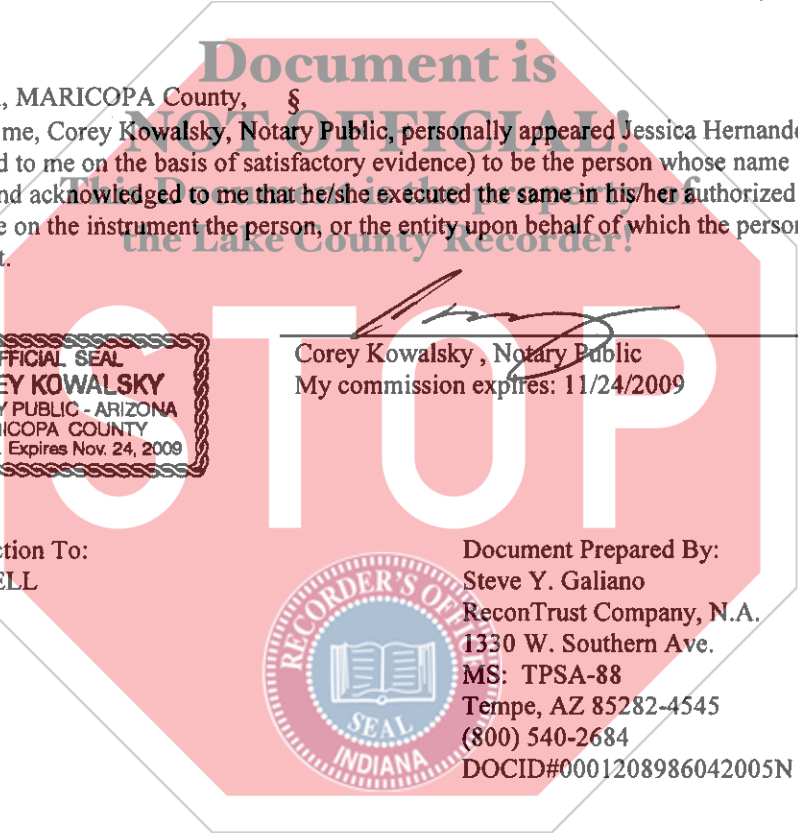 Document is
, MARICOPA County, §
NOT OFFICIAL!
me, Corey Kowalsky, Notary Public, personally appeared Jessica Hernande
d to me on the basis of satisfactory evidence) to be the person whose name
This Document is the property of
nd acknowledged to me that he/she executed the same in his/her authorized
e on the instrument the person, or the entity upon behalf of which the person
the Lake County Recorder!
t.
STOP
FFICIAL SEAL
EY KOWALSKY
Y PUBLIC - ARIZONA
ICOPA COUNTY
. Expires Nov. 24, 2009
Corey Kowalsky , Notary Public
My commission expires: 11/24/2009
ction To:
ELL
RECORDER'S OFFICE
SEAL
INDIANA
Document Prepared By:
Steve Y. Galiano
ReconTrust Company, N.A.
1330 W. Southern Ave.
MS: TPSA-88
Tempe, AZ 85282-4545
(800) 540-2684
DOCID#0001208986042005N